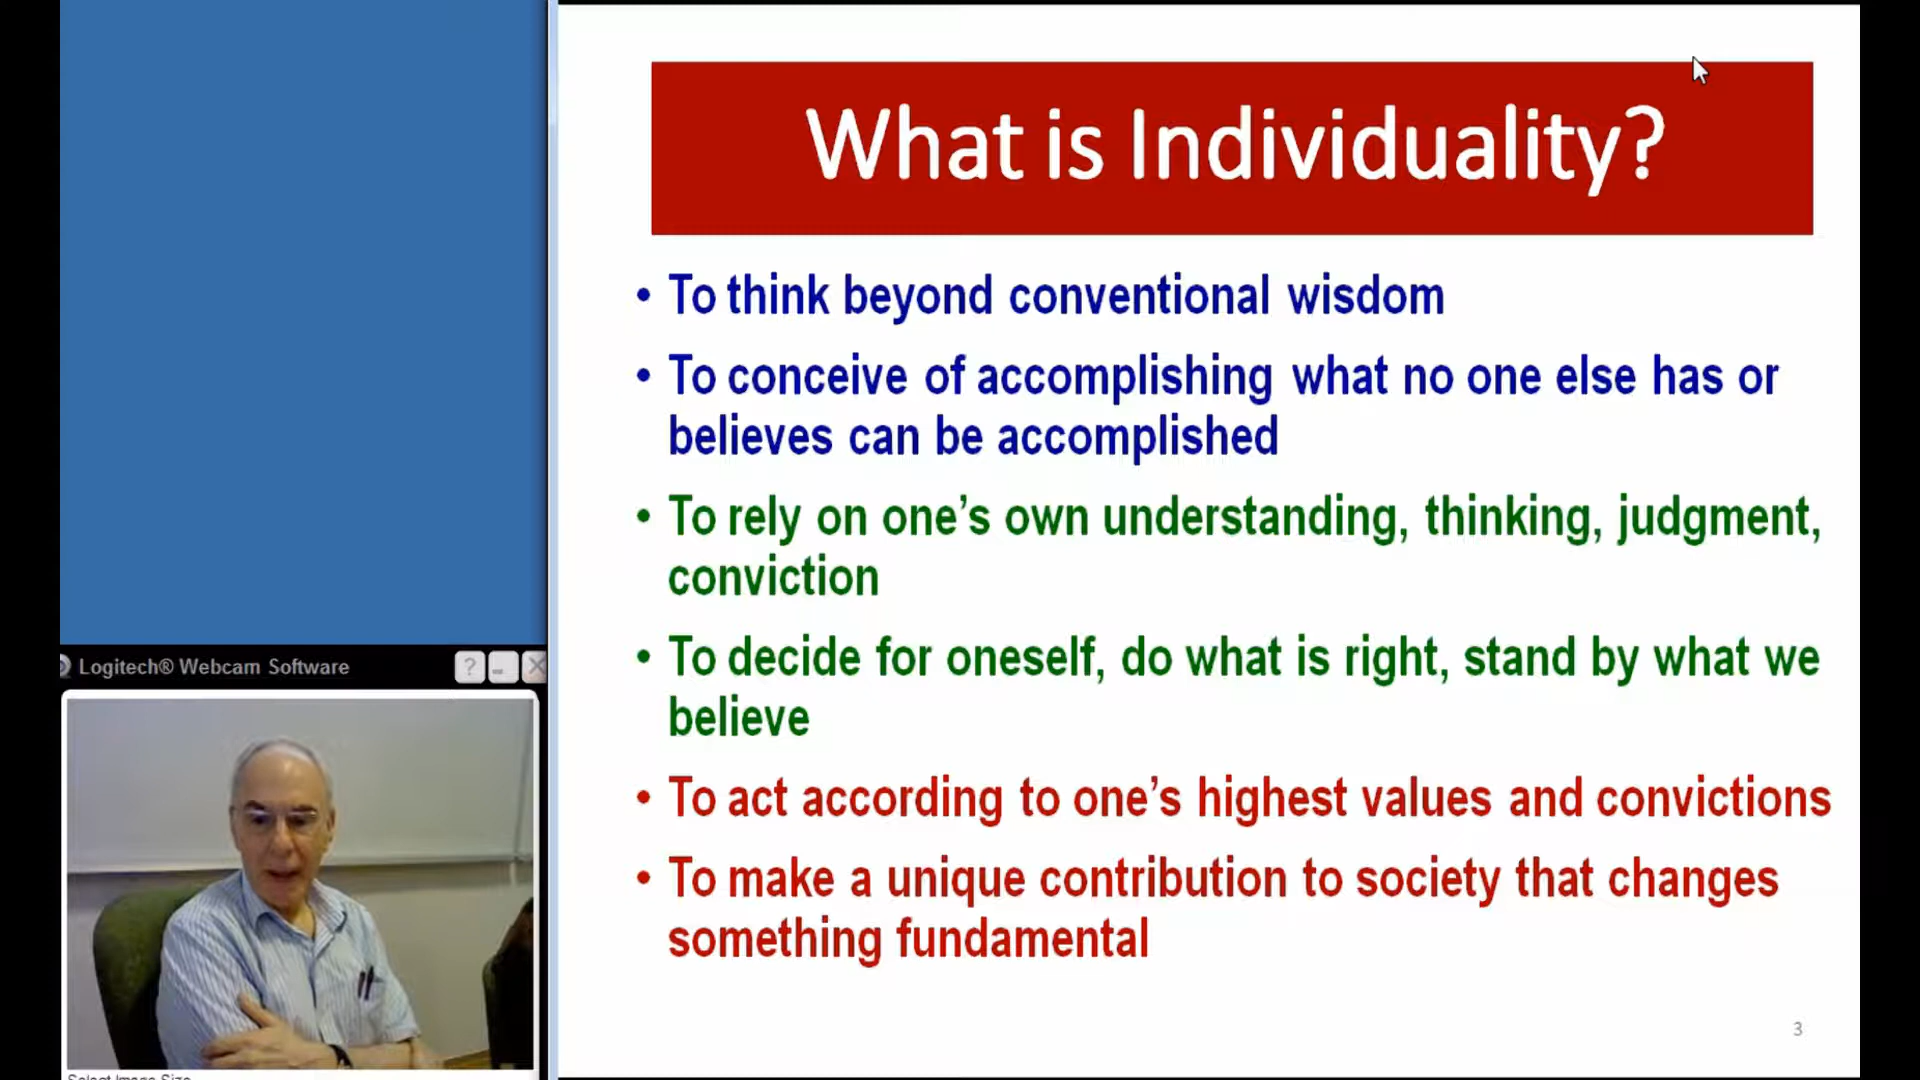 What is Individuality?
• To think beyond conventional wisdom
• To conceive of accomplishing what no one else has or
believes can be accomplished
• To rely on one’s own understanding, thinking, judgment,
conviction
• To decide for oneself, do what is right, stand by what we
believe
• To act according to one’s highest values and convictions
• To make a unique contribution to society that changes
something fundamental
3
Logitech® Webcam Software
?
Select Image Size